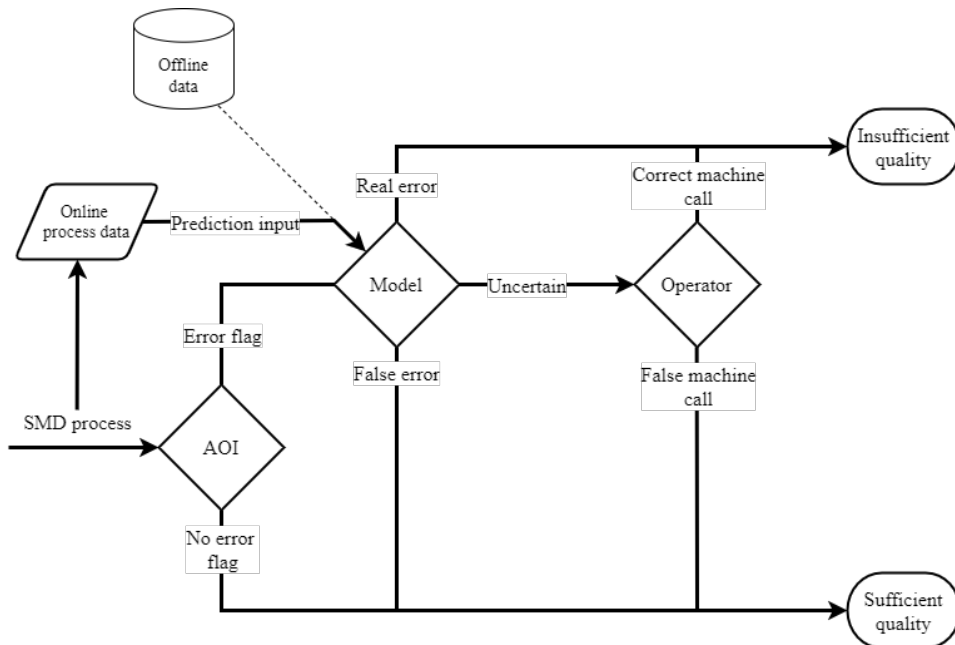 Offline
data
Insufficient
quality
Real error
Correct machine
call
Online
process data
Prediction input
Model
Uncertain
Operator
Error flag
False error
False machine
call
SMD process
AOI
No error
flag
Sufficient
quality